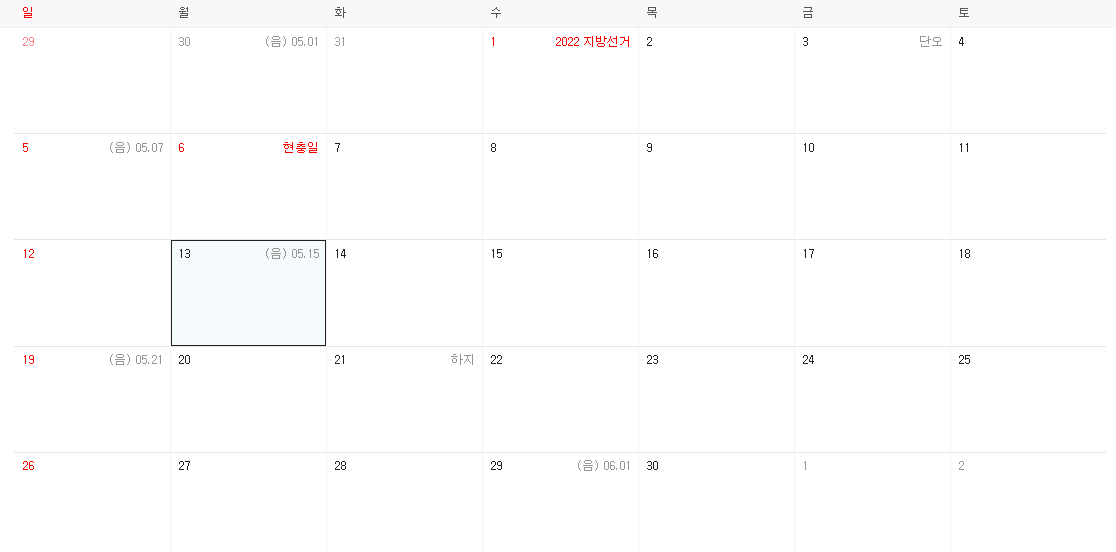 일 월 화 수 목 금 토
29 30 (음) 05.01 31 1 2022 지방선거 2 3 단오 4
5 (음) 05.07 6 현충일 7 8 9 10 11
12 13 (음) 05.15 14 15 16 17 18
19 (음) 05.21 20 21 하지 22 23 24 25
26 27 28 29 (음) 06.01 30 1 2